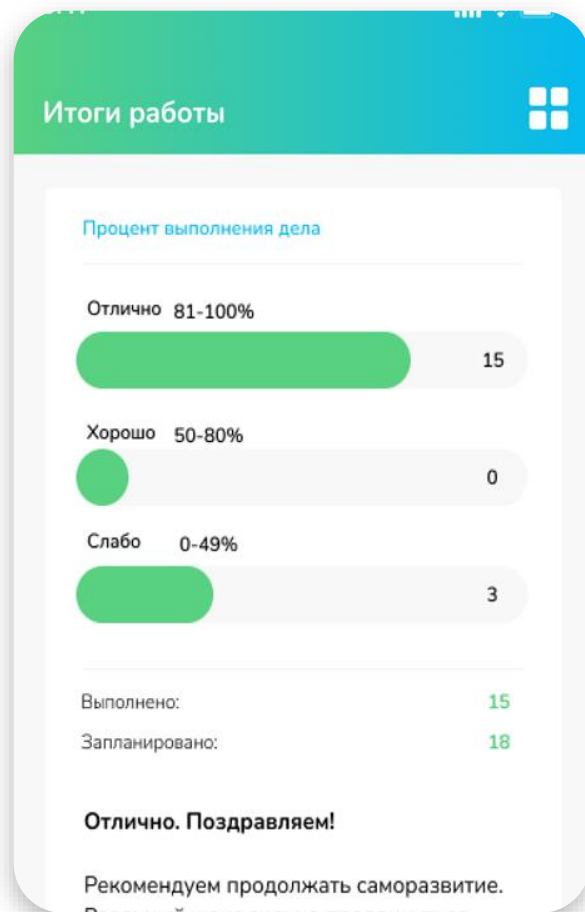 Итоги работы
Процент выполнения дела
Отлично 81-100%
15
Хорошо 50-80%
0
Слабо 0-49%
3
Выполнено: 15
Запланировано: 18
Отлично. Поздравляем!
Рекомендуем продолжать саморазвитие.